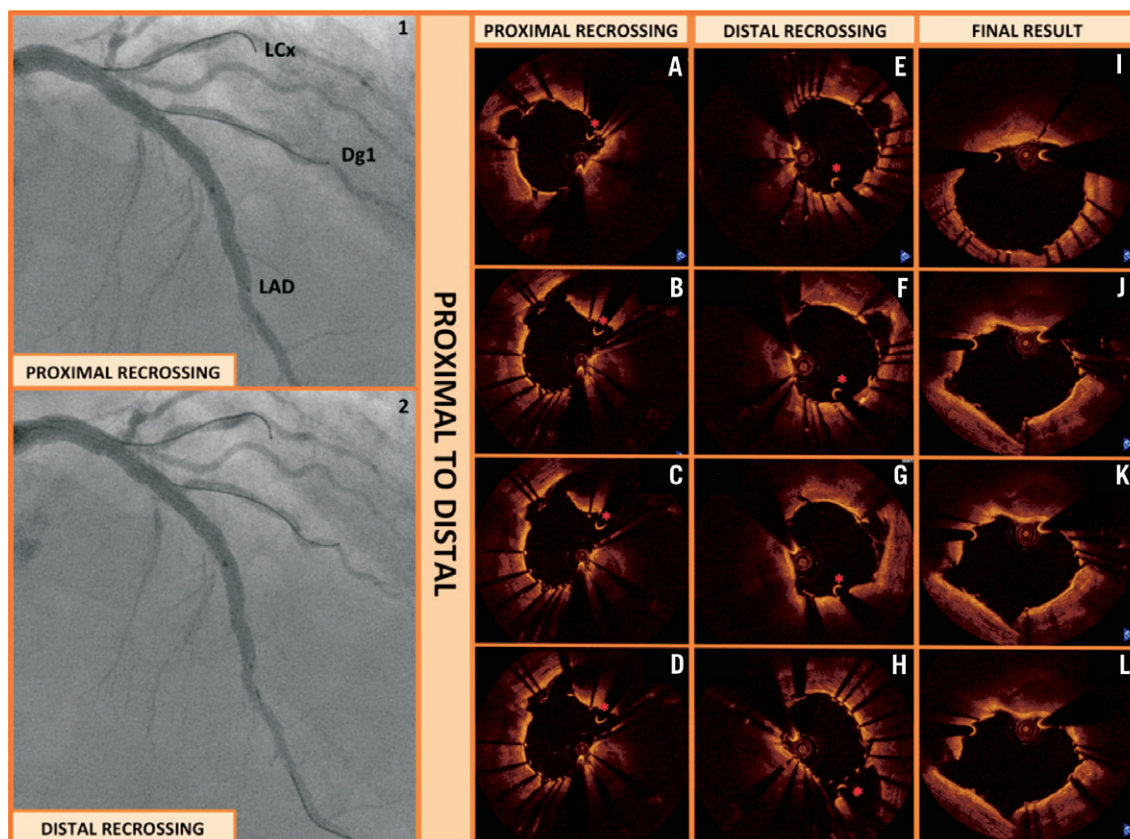 1
LCx
Dg1
LAD
PROXIMAL RECROSSING
2
DISTAL RECROSSING
PROXIMAL TO DISTAL
PROXIMAL RECROSSING
DISTAL RECROSSING
FINAL RESULT
A
E
I
*
*
B
F
J
*
*
C
G
K
*
*
D
H
L
*
*